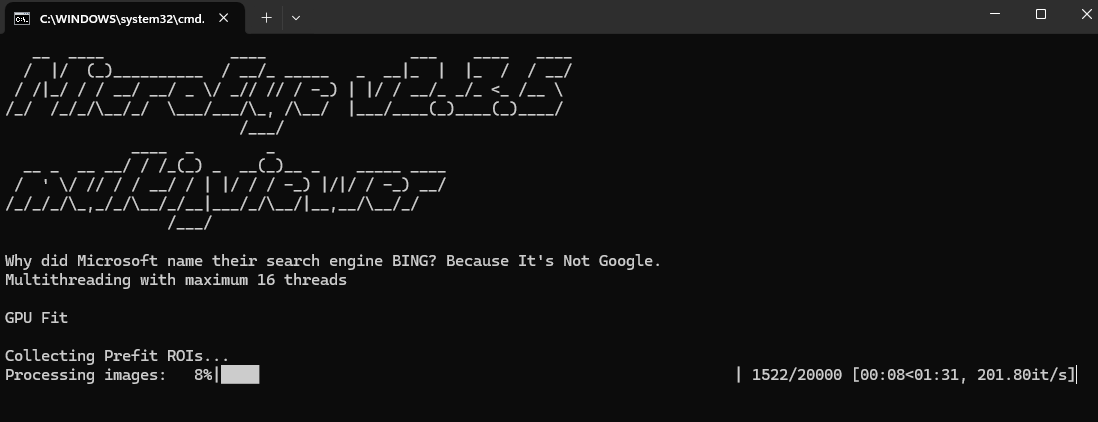 C:\WINDOWS\system32\cmd.
Why did Microsoft name their search engine BING? Because It's Not Google.
Multithreading with maximum 16 threads
GPU Fit
Collecting Prefit ROIs...
Processing images:   8%| | 1522/20000 [00:08<01:31, 201.80it/s]